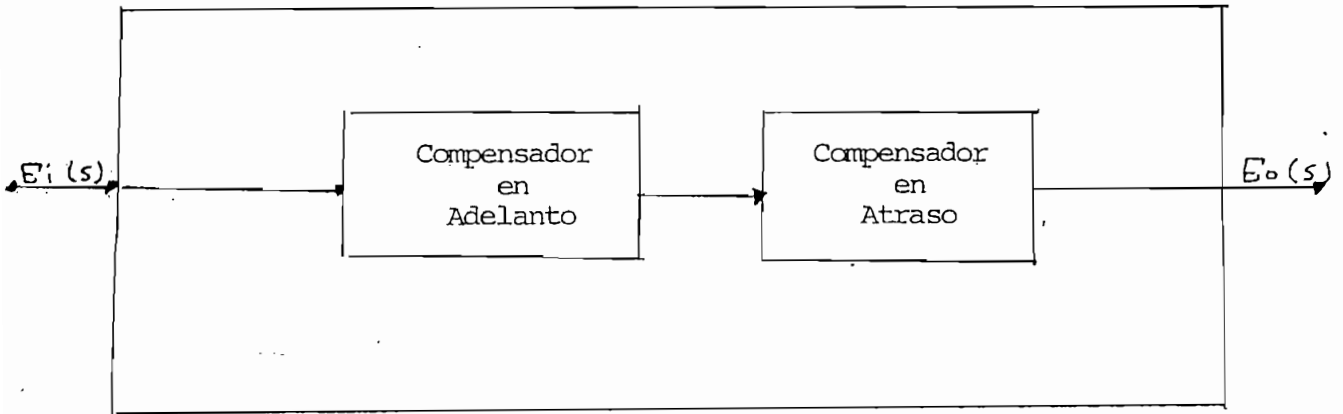 Ei(s)
Compensador
en
Adelanto
Compensador
en
Atraso
Eo(s)